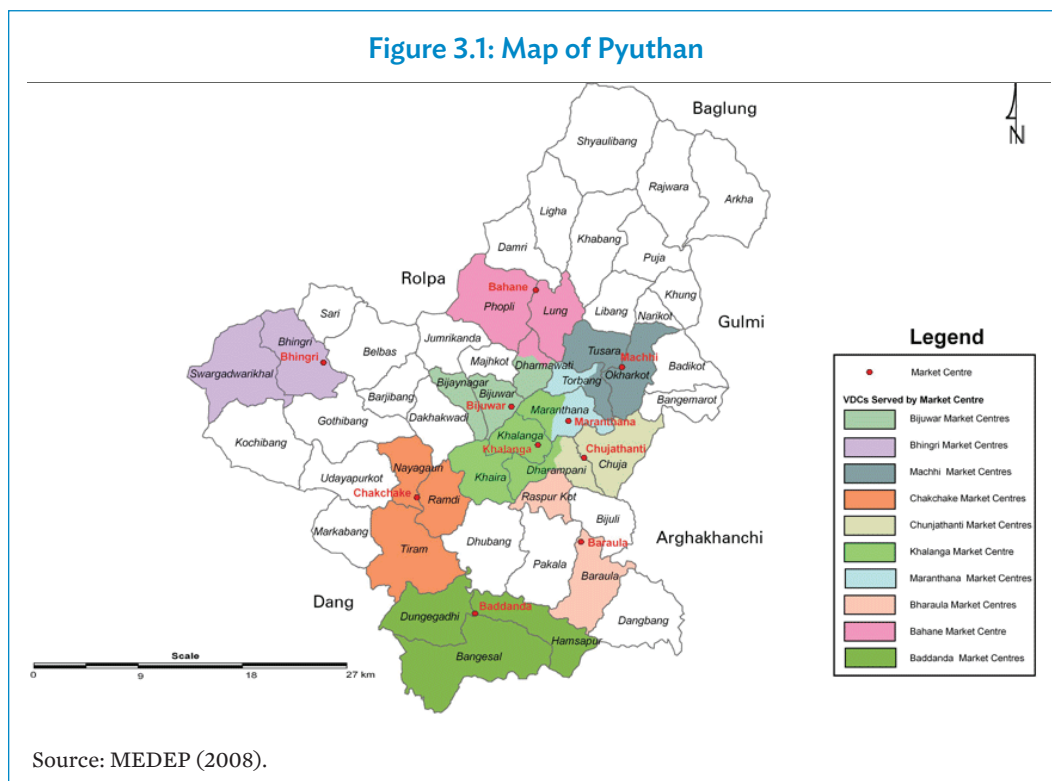 Figure 3.1: Map of Pyuthan
Baglung
N
Shyaulibang
Rajwara
Arkha
Ligha
Khabang
Damri
Puja
Rolpa
Bahane
Phopli
Lung
Libang
Khung
Narikot
Gulmi
Sari
Bhingri
Bhingri
Belbas
Jumrikanda
Majhkot
Dharmawati
Tusara
Machhi
Okharkot
Badikot
Swargadwarikhal
Bijaynagar
Bijuwar
Torbang
Barjibang
Bijuwar
Maranthana
Bangemarot
Dakhakwadi
Gothibang
Maranthana
Kochibang
Khalanga
Khalanga
Chujathanti
Chuja
Nayagaun
Dharampani
Udayapurkot
Khaira
Chakchake
Ramdi
Raspur Kot
Bijuli
Markabang
Arghakhanchi
Tiram
Dhubang
Pakala
Baraula
Baraula
Dang
Baddanda
Dungegadhi
Dangbang
Hamsapur
Bangesal
Scale
0 9 18 27 km
Legend
Market Centre
VDCs Served by Market Centre
Bijuwar Market Centres
Bhingri Market Centres
Machhi Market Centres
Chakchake Market Centres
Chunjathanti Market Centres
Khalanga Market Centre
Maranthana Market Centres
Bharaula Market Centres
Bahane Market Centre
Baddanda Market Centres
Source: MEDEP (2008).